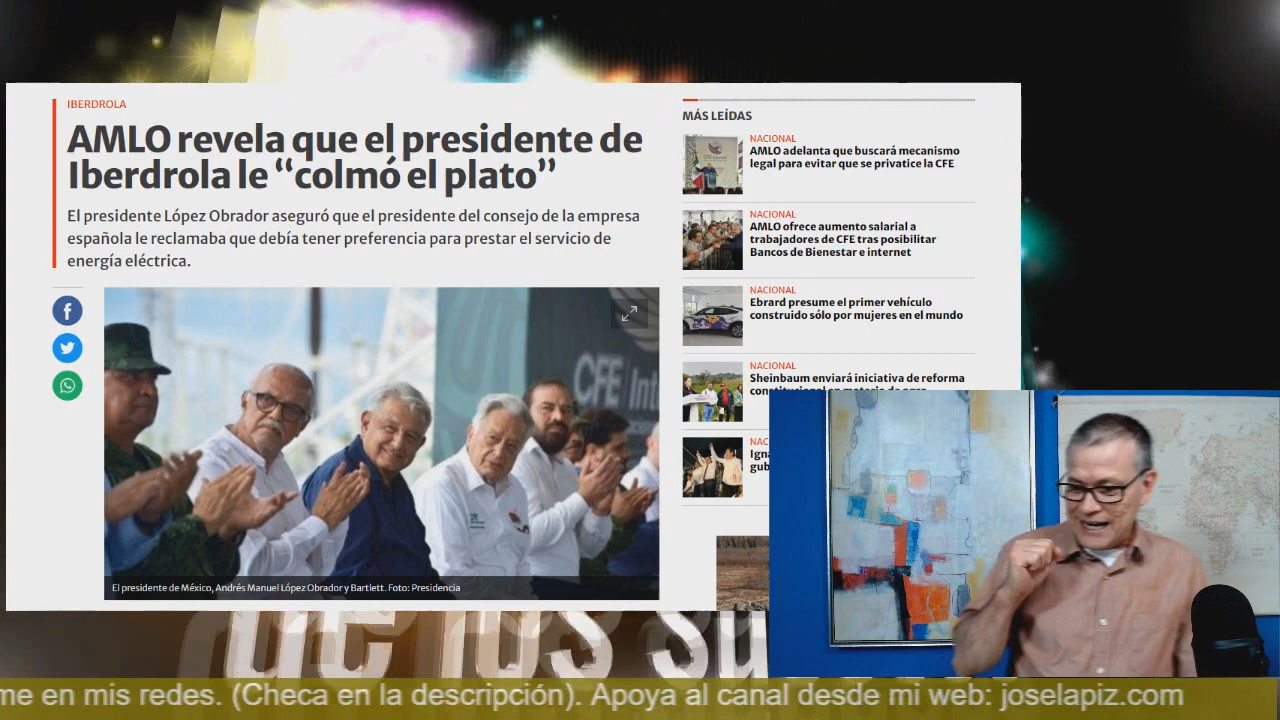 IBERDROLA
AMLO revela que el presidente de
Iberdrola le “colmó el plato”
El presidente López Obrador aseguró que el presidente del consejo de la empresa
española le reclamaba que debía tener preferencia para prestar el servicio de
energía eléctrica.
CFE
El presidente de México, Andrés Manuel López Obrador y Bartlett. Foto: Presidencia
MÁS LEÍDAS
NACIONAL
AMLO adelanta que buscará mecanismo
legal para evitar que se privatice la CFE
NACIONAL
AMLO ofrece aumento salarial a
trabajadores de CFE tras posibilitar
Bancos de Bienestar e internet
NACIONAL
Ebrard presume el primer vehículo
construido sólo por mujeres en el mundo
NACIONAL
Sheinbaum enviará iniciativa de reforma
de los su
me en mis redes. (Checa en la descripción). Apoya al canal desde mi web: joselapiz.com